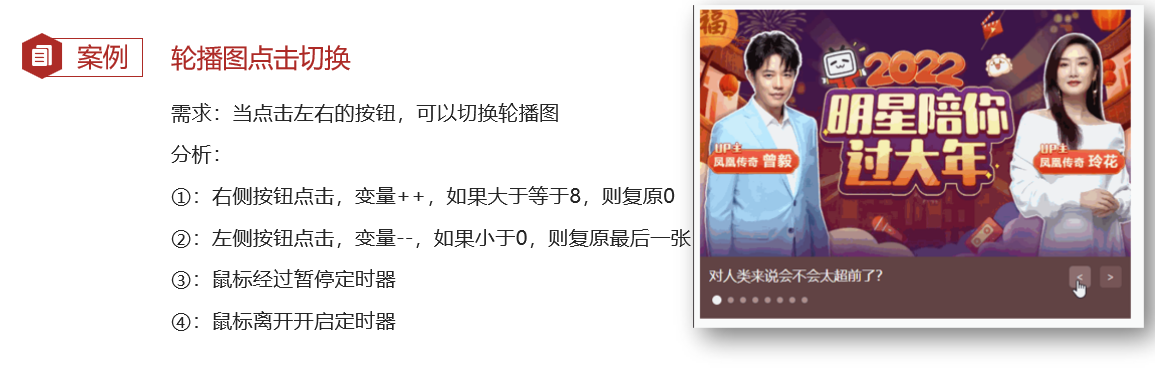 案例
轮播图点击切换
需求：当点击左右的按钮，可以切换轮播图
分析：
①：右侧按钮点击，变量++，如果大于等于8，则复原0
②：左侧按钮点击，变量--，如果小于0，则复原最后一张
③：鼠标经过暂停定时器
④：鼠标离开开启定时器
福
2022
明星陪你
过大年
UP主
凤凰传奇 曾毅
UP主
凤凰传奇 玲花
对人类来说会不会太超前了?
< >